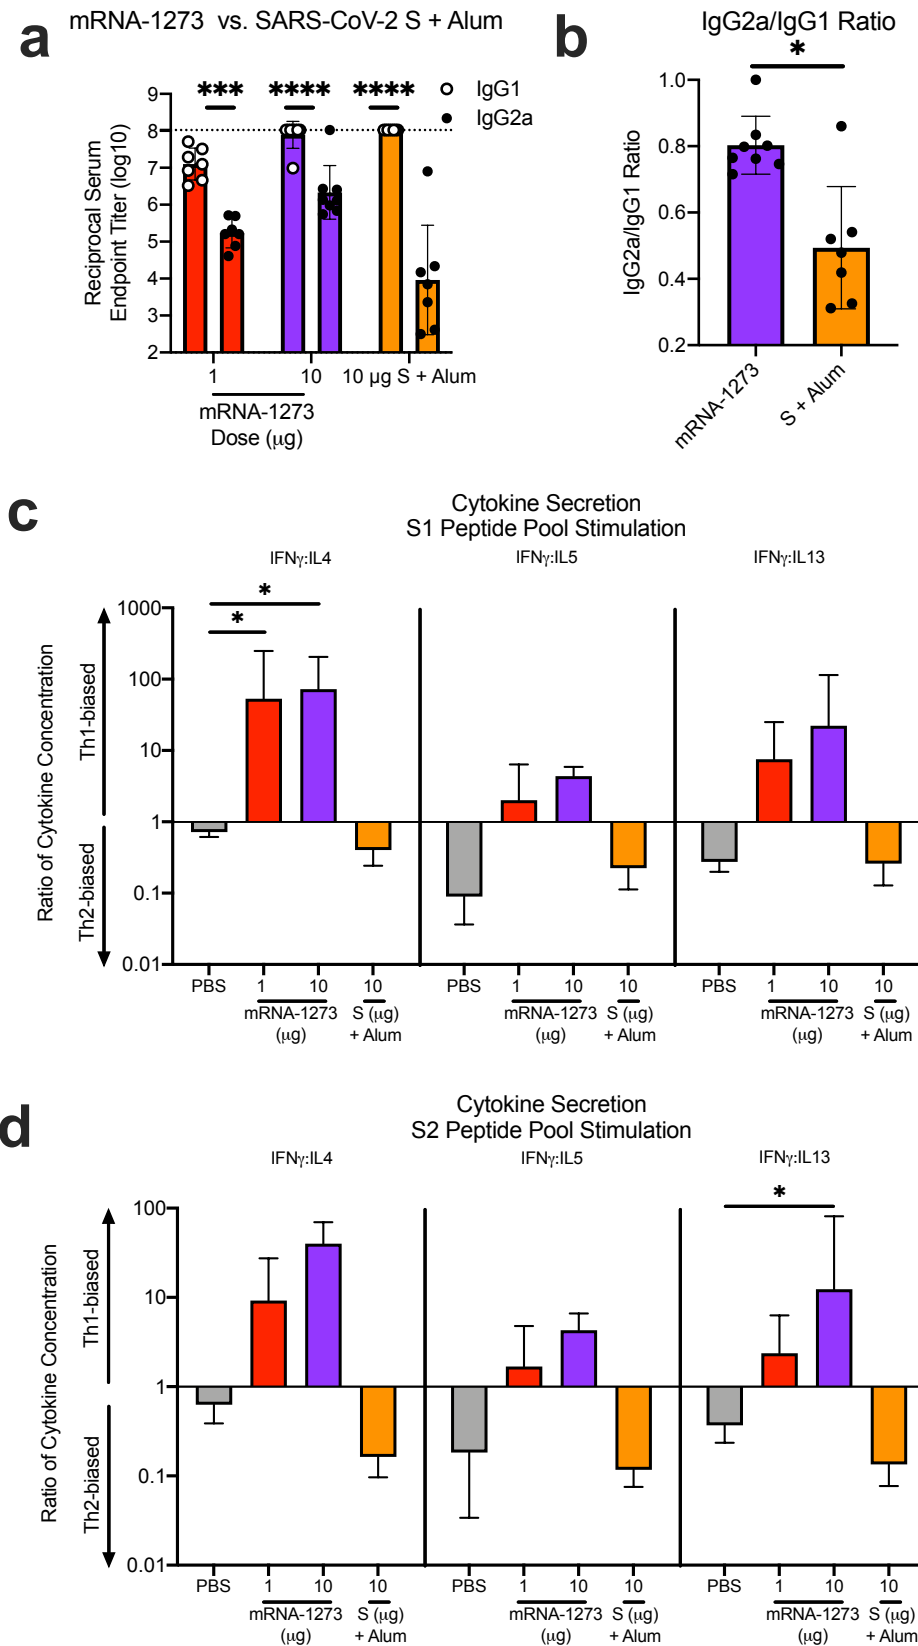 a
mRNA-1273 vs. SARS-CoV-2 S + Alum
*** **** ****
IgG1
IgG2a
Reciprocal Serum
Endpoint Titer (log10)
9
8
7
6
5
4
3
2
1 10 10 μg S + Alum
mRNA-1273
Dose (μg)
b
IgG2a/IgG1 Ratio
*
IgG2a/IgG1 Ratio
1.0
0.8
0.6
0.4
0.2
mRNA-1273
S + Alum
c
Cytokine Secretion
S1 Peptide Pool Stimulation
IFNγ:IL4 IFNγ:IL5 IFNγ:IL13
*
*
Ratio of Cytokine Concentration
Th1-biased
Th2-biased
1000
100
10
1
0.1
0.01
PBS 1 10 10 PBS 1 10 10 PBS 1 10 10
mRNA-1273 S (μg) mRNA-1273 S (μg) mRNA-1273 S (μg)
(μg) + Alum (μg) + Alum (μg) + Alum
d
Cytokine Secretion
S2 Peptide Pool Stimulation
IFNγ:IL4 IFNγ:IL5 IFNγ:IL13
*
Ratio of Cytokine Concentration
Th1-biased
Th2-biased
100
10
1
0.1
0.01
PBS 1 10 10 PBS 1 10 10 PBS 1 10 10
mRNA-1273 S (μg) mRNA-1273 S (μg) mRNA-1273 S (μg)
(μg) + Alum (μg) + Alum (μg) + Alum